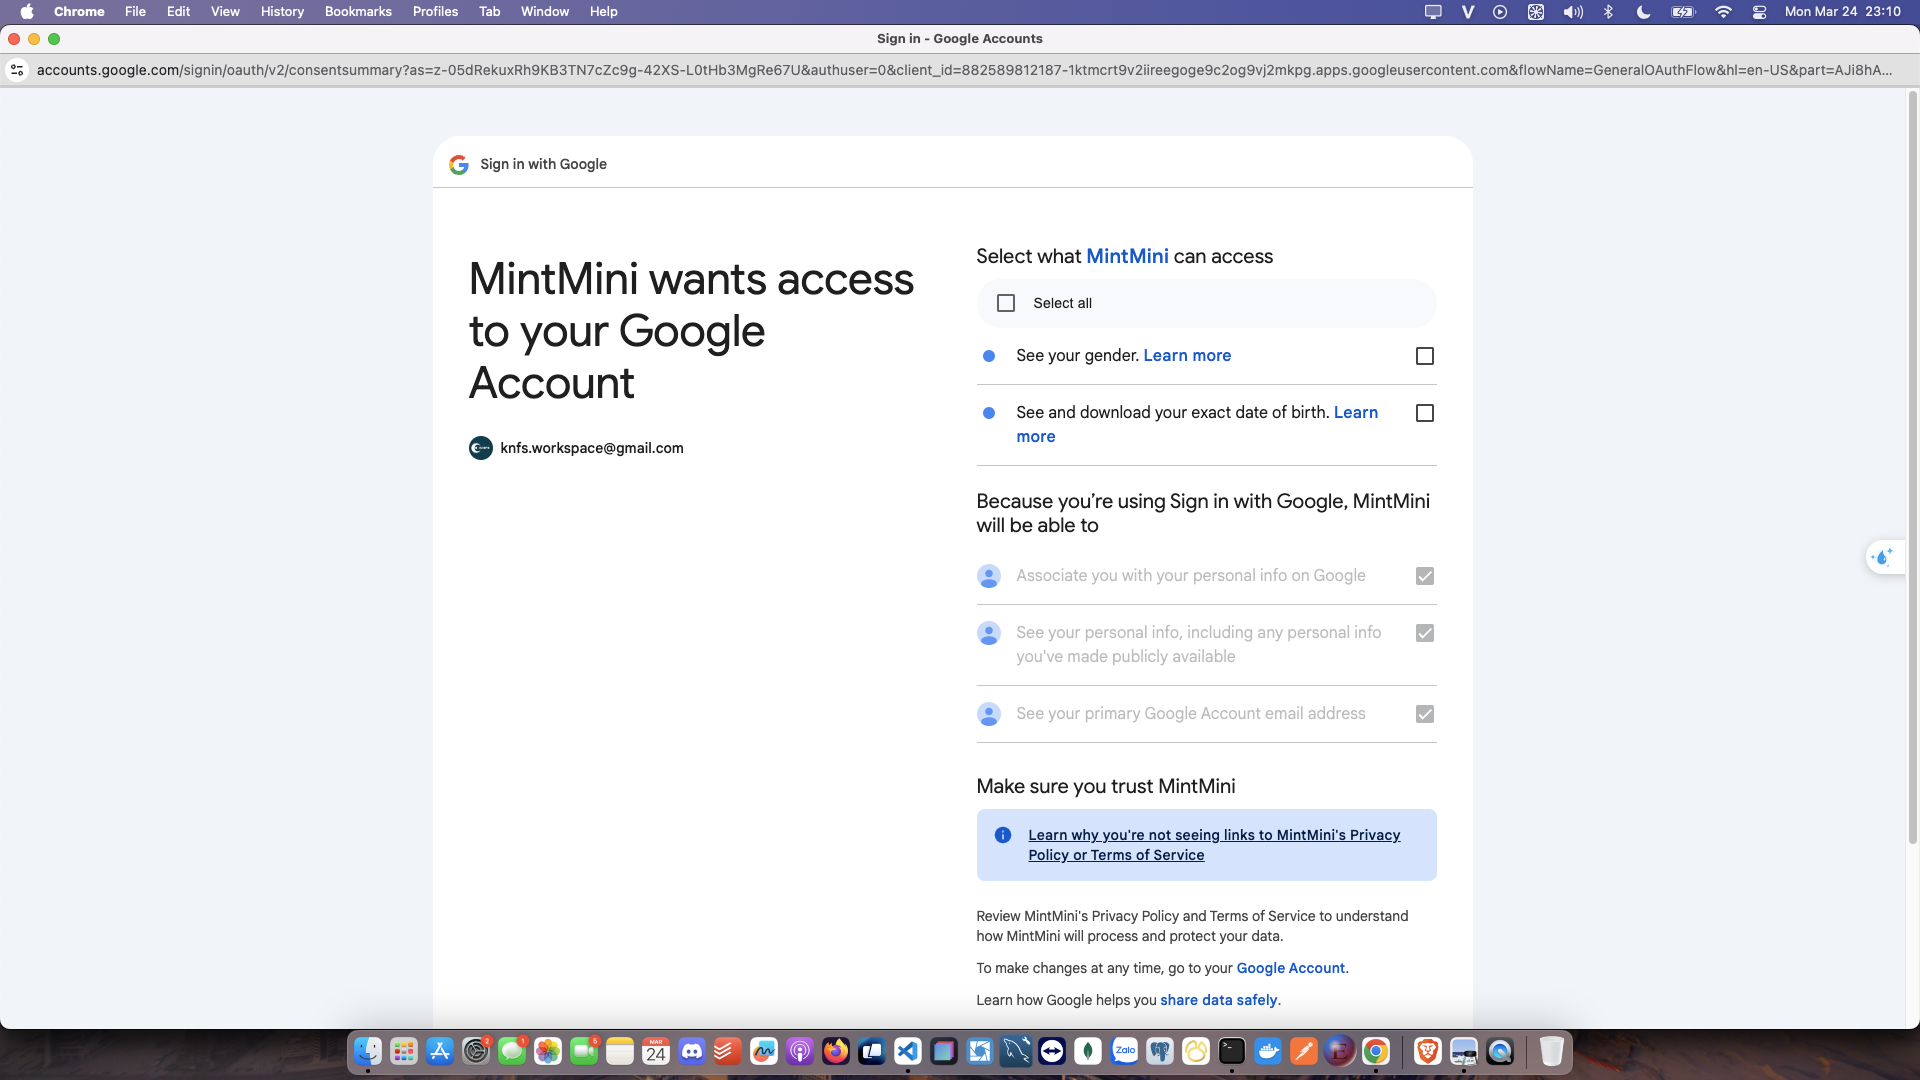 Chrome File Edit View History Bookmarks Profiles Tab Window Help Mon Mar 24 23:10
Sign in - Google Accounts
accounts.google.com/signin/oauth/v2/consentsummary?as=z-05dRekuxRh9KB3TN7cZc9g-42XS-L0tHb3MgRe67U&authuser=0&client_id=882589812187-1ktmcrt9v2iireegoge9c2og9vj2mkpg.apps.googleusercontent.com&flowName=GeneralOAuthFlow&hl=en-US&part=AJi8hA...
Sign in with Google
MintMini wants access
to your Google
Account
knfs.workspace@gmail.com
Select what MintMini can access
Select all
See your gender. Learn more
See and download your exact date of birth. Learn
more
Because you’re using Sign in with Google, MintMini
will be able to
Associate you with your personal info on Google
See your personal info, including any personal info
you've made publicly available
See your primary Google Account email address
Make sure you trust MintMini
Learn why you're not seeing links to MintMini's Privacy
Policy or Terms of Service
Review MintMini's Privacy Policy and Terms of Service to understand
how MintMini will process and protect your data.
To make changes at any time, go to your Google Account.
Learn how Google helps you share data safely.
2 1 6 MAR 24 Zalo